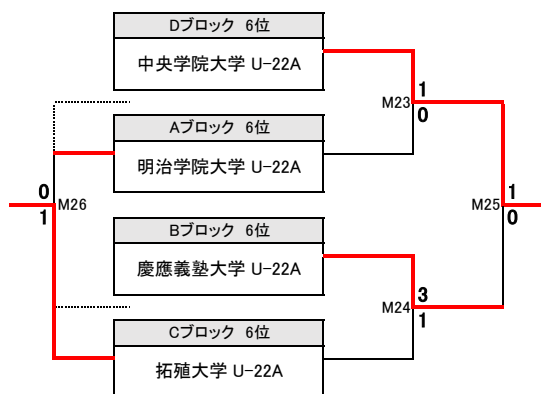 Dブロック 6位
中央学院大学 U-22A
M23
1
0
Aブロック 6位
明治学院大学 U-22A
0
1
M26
M25
1
0
Bブロック 6位
慶應義塾大学 U-22A
M24
3
1
Cブロック 6位
拓殖大学 U-22A